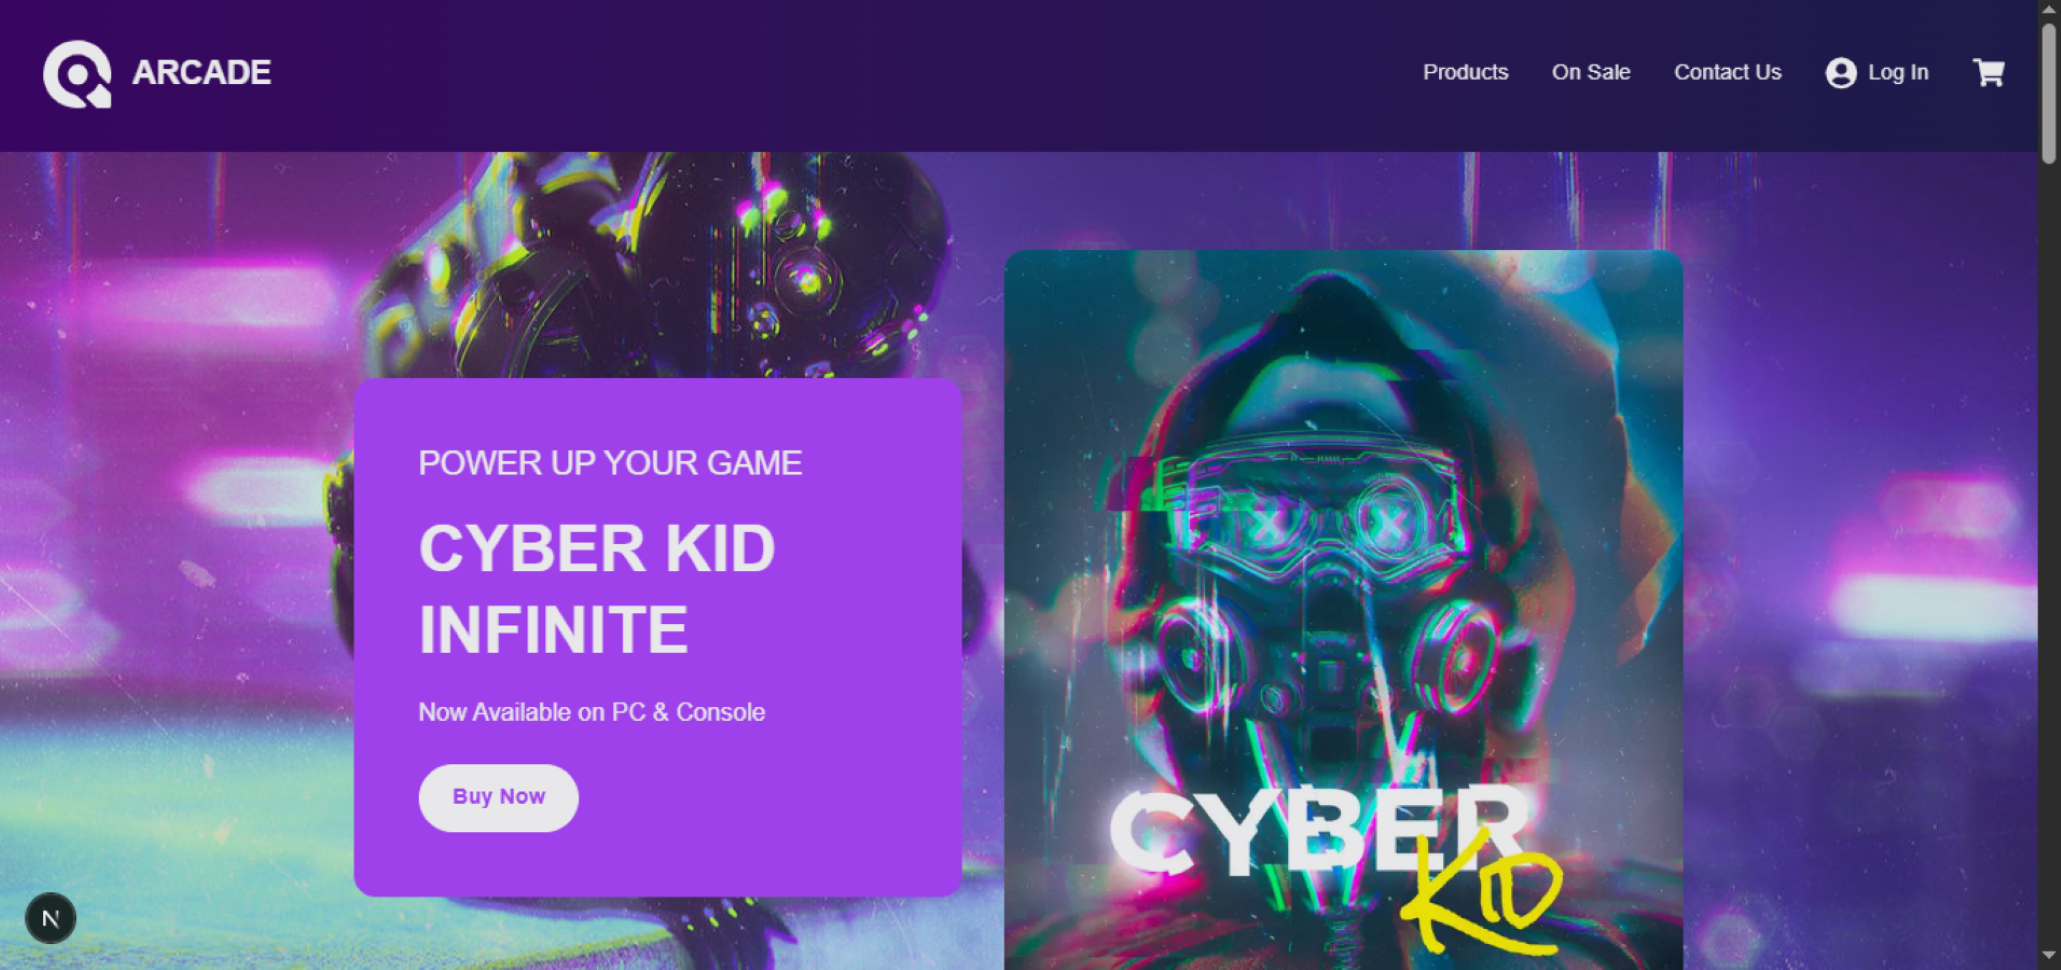 ARCADE
Products
On Sale
Contact Us
Log In
POWER UP YOUR GAME
CYBER KID
INFINITE
Now Available on PC & Console
Buy Now
CYBER
KID
N